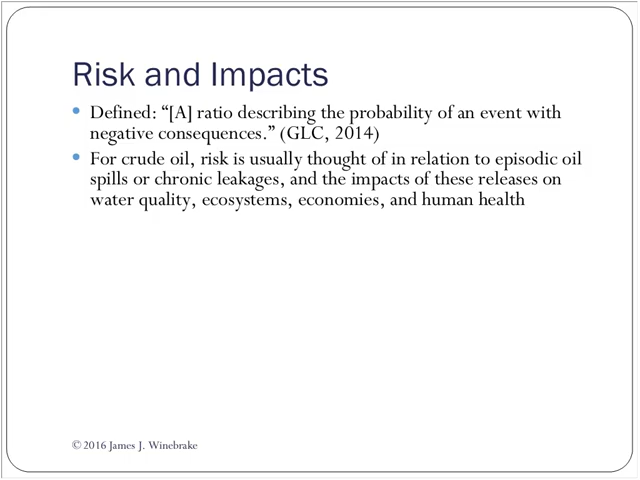 Risk and Impacts
• Defined: “[A] ratio describing the probability of an event with
negative consequences.” (GLC, 2014)
• For crude oil, risk is usually thought of in relation to episodic oil
spills or chronic leakages, and the impacts of these releases on
water quality, ecosystems, economies, and human health
© 2016 James J. Winebrake